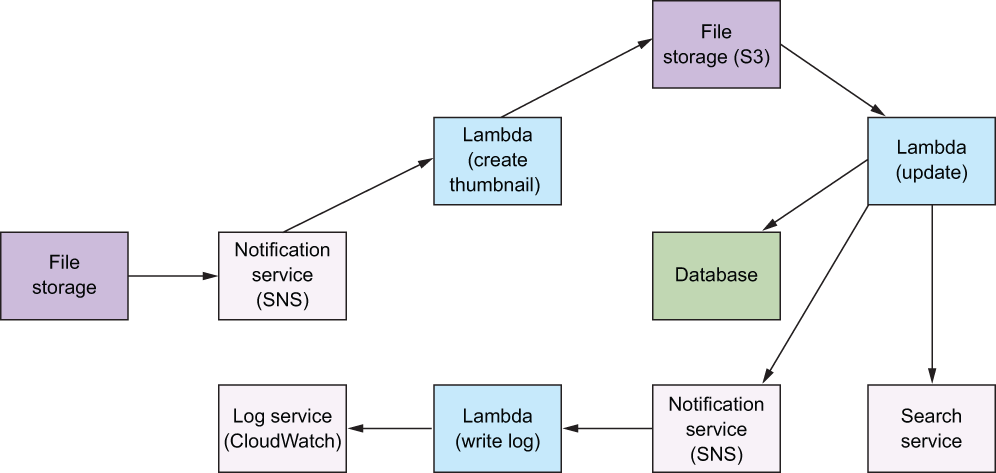 File
storage (S3)
Lambda
(create
thumbnail)
Lambda
(update)
File
storage
Notification
service
(SNS)
Database
Log service
(CloudWatch)
Lambda
(write log)
Notification
service
(SNS)
Search
service